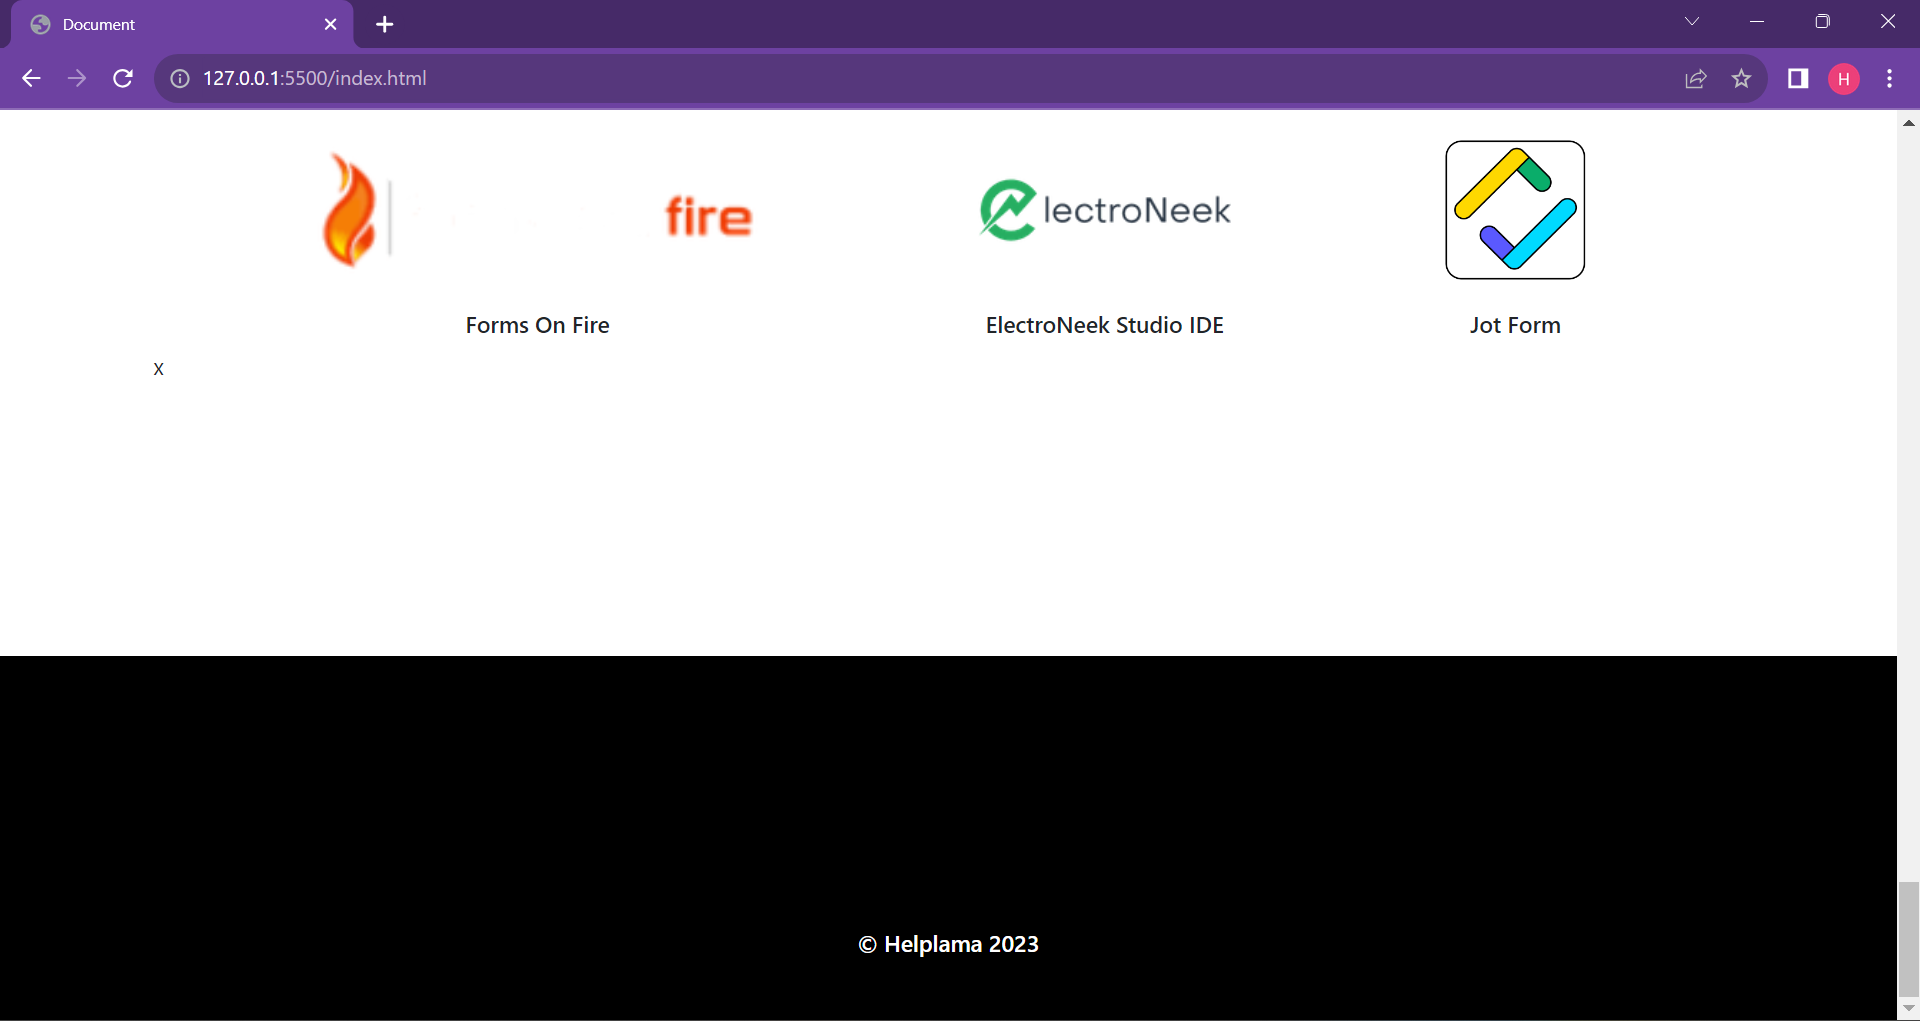 Document
127.0.0.1:5500/index.html
H
fire
lectroNeek
Forms On Fire
ElectroNeek Studio IDE
Jot Form
X
© Helplama 2023